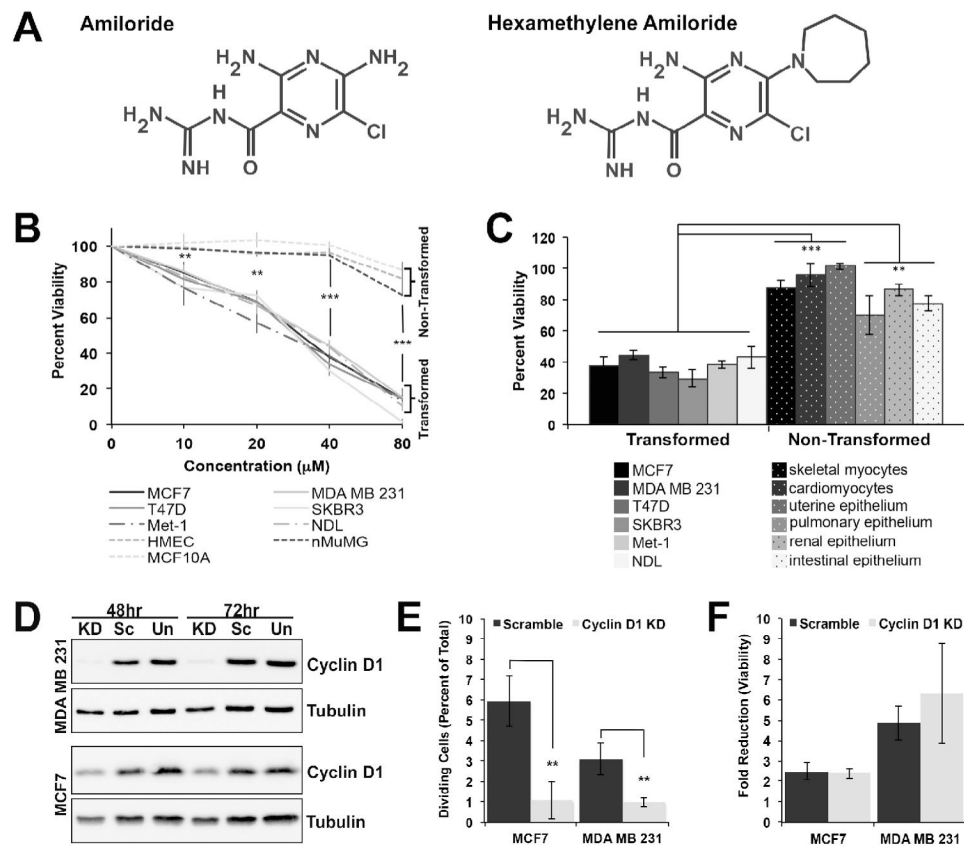 A
Amiloride
Hexamethylene Amiloride
H2N
N
NH2
H
H2N
N
N
Cl
NH
O
H2N
N
N
H
H2N
N
N
Cl
NH
O
B
Percent Viability
100
80
60
40
20
0
**
**
***
***
Non-Transformed
Transformed
0
10
20
40
80
Concentration (μM)
MCF7
MDA MB 231
T47D
SKBR3
Met-1
NDL
HMEC
nMuMG
MCF10A
C
Percent Viability
120
100
80
60
40
20
0
***
**
Transformed
Non-Transformed
MCF7
MDA MB 231
T47D
SKBR3
Met-1
NDL
skeletal myocytes
cardiomyocytes
uterine epithelium
pulmonary epithelium
renal epithelium
intestinal epithelium
D
48hr
72hr
KD Sc Un KD Sc Un
MDA MB 231
Cyclin D1
Tubulin
MCF7
Cyclin D1
Tubulin
E
Dividing Cells (Percent of Total)
10
9
8
7
6
5
4
3
2
1
0
Scramble
Cyclin D1 KD
**
**
MCF7
MDA MB 231
F
Fold Reduction (Viability)
10
9
8
7
6
5
4
3
2
1
0
Scramble
Cyclin D1 KD
MCF7
MDA MB 231